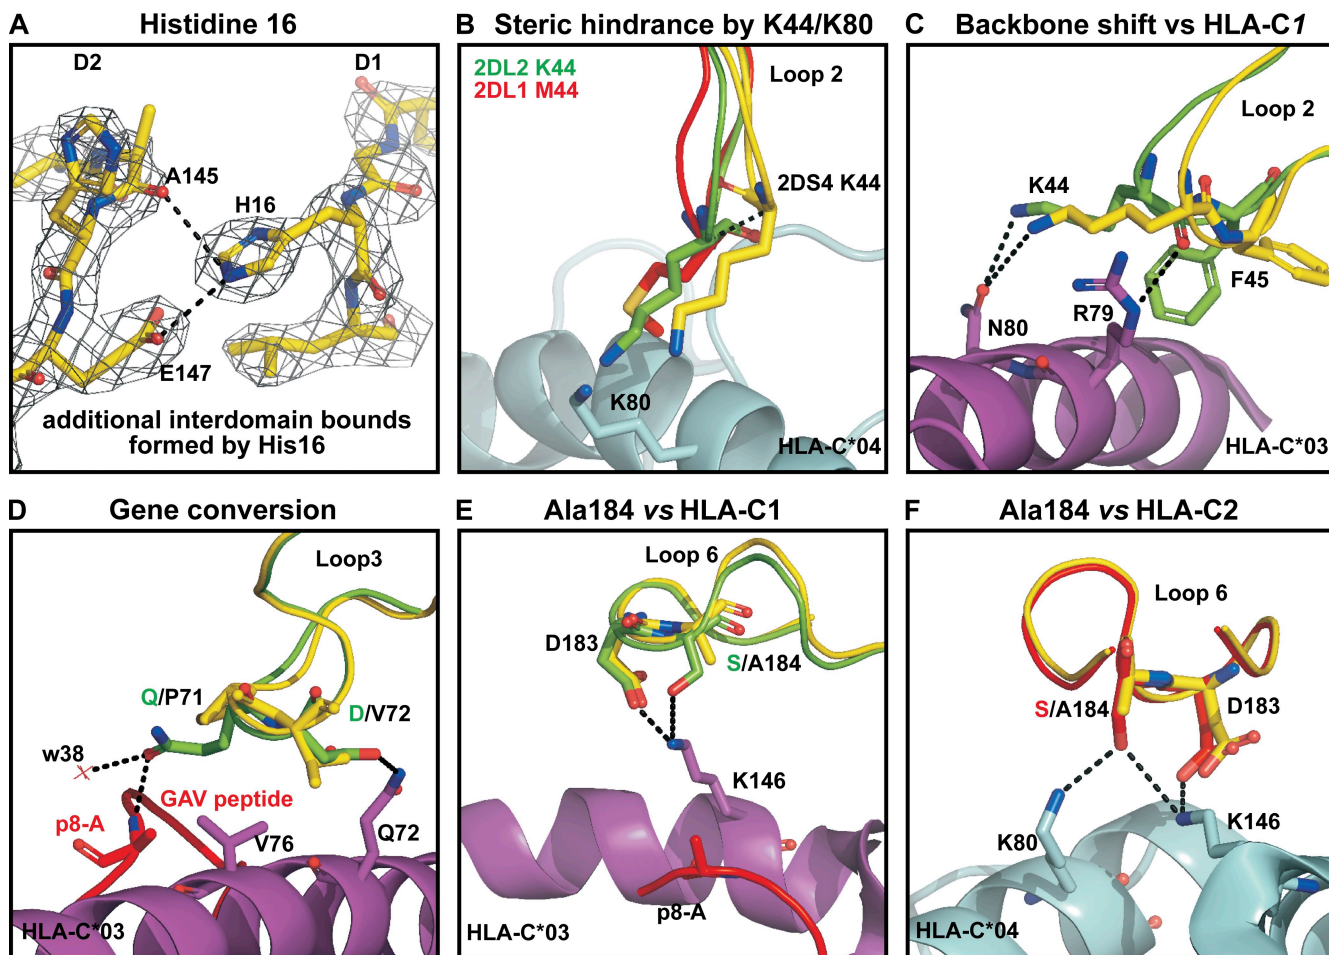 A Histidine 16
D2
D1
A145
H16
E147
additional interdomain bounds
formed by His16
B Steric hindrance by K44/K80
2DL2 K44
2DL1 M44
Loop 2
2DS4 K44
K80
HLA-C*04
C Backbone shift vs HLA-C1
Loop 2
K44
F45
R79
N80
HLA-C*03
D Gene conversion
Loop3
Q/P71
D/V72
w38
GAV peptide
p8-A
V76
Q72
HLA-C*03
E Ala184 vs HLA-C1
Loop 6
D183
S/A184
K146
p8-A
HLA-C*03
F Ala184 vs HLA-C2
Loop 6
S/A184
D183
K80
K146
HLA-C*04